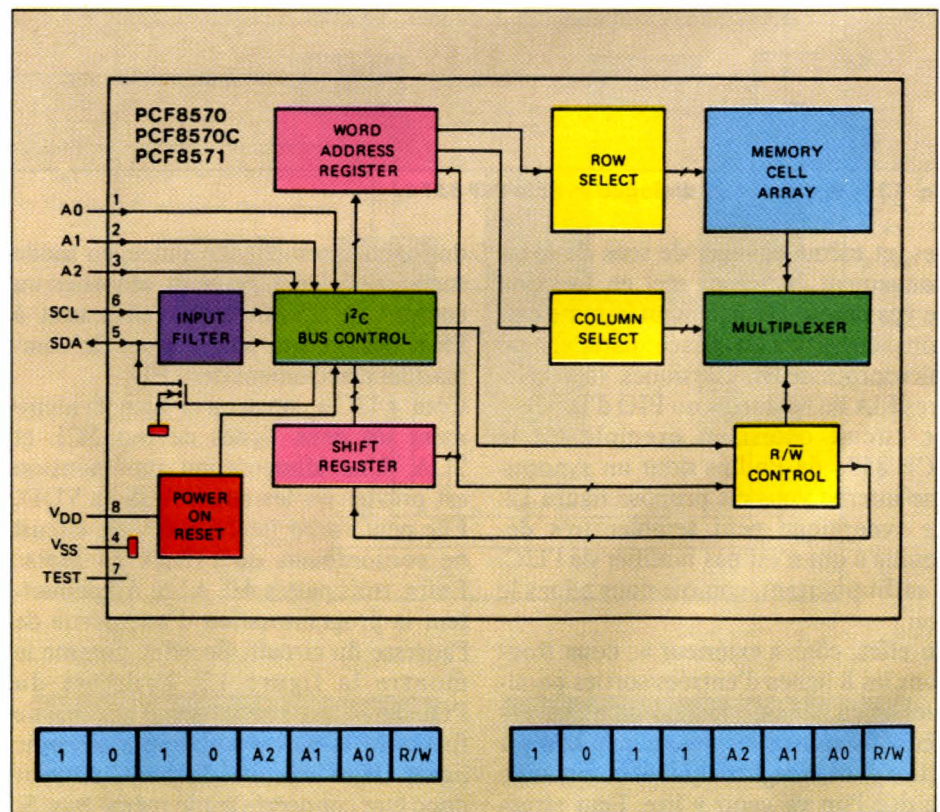 PCF8570
PCF8570C
PCF8571
WORD
ADDRESS
REGISTER
ROW
SELECT
MEMORY
CELL
ARRAY
A0 1
A1 2
A2 3
SCL 6
SDA 5
INPUT
FILTER
I²C
BUS CONTROL
COLUMN
SELECT
MULTIPLEXER
SHIFT
REGISTER
R/W̅
CONTROL
POWER
ON
RESET
VDD 8
VSS 4
TEST 7
1 0 1 0 A2 A1 A0 R/W
1 0 1 1 A2 A1 A0 R/W